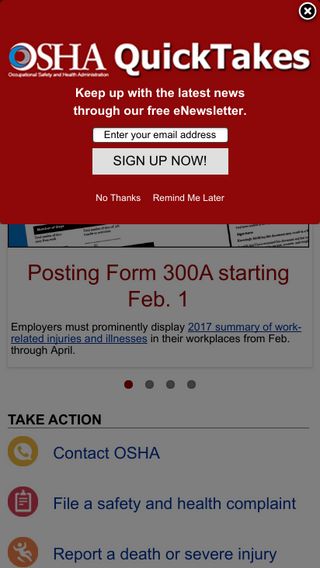 OSHA QuickTakes
Occupational Safety and Health Administration
Keep up with the latest news
through our free eNewsletter.
Enter your email address
SIGN UP NOW!
No Thanks Remind Me Later
Posting Form 300A starting
Feb. 1
Employers must prominently display 2017 summary of work-
related injuries and illnesses in their workplaces from Feb.
through April.
TAKE ACTION
Contact OSHA
File a safety and health complaint
Report a death or severe injury